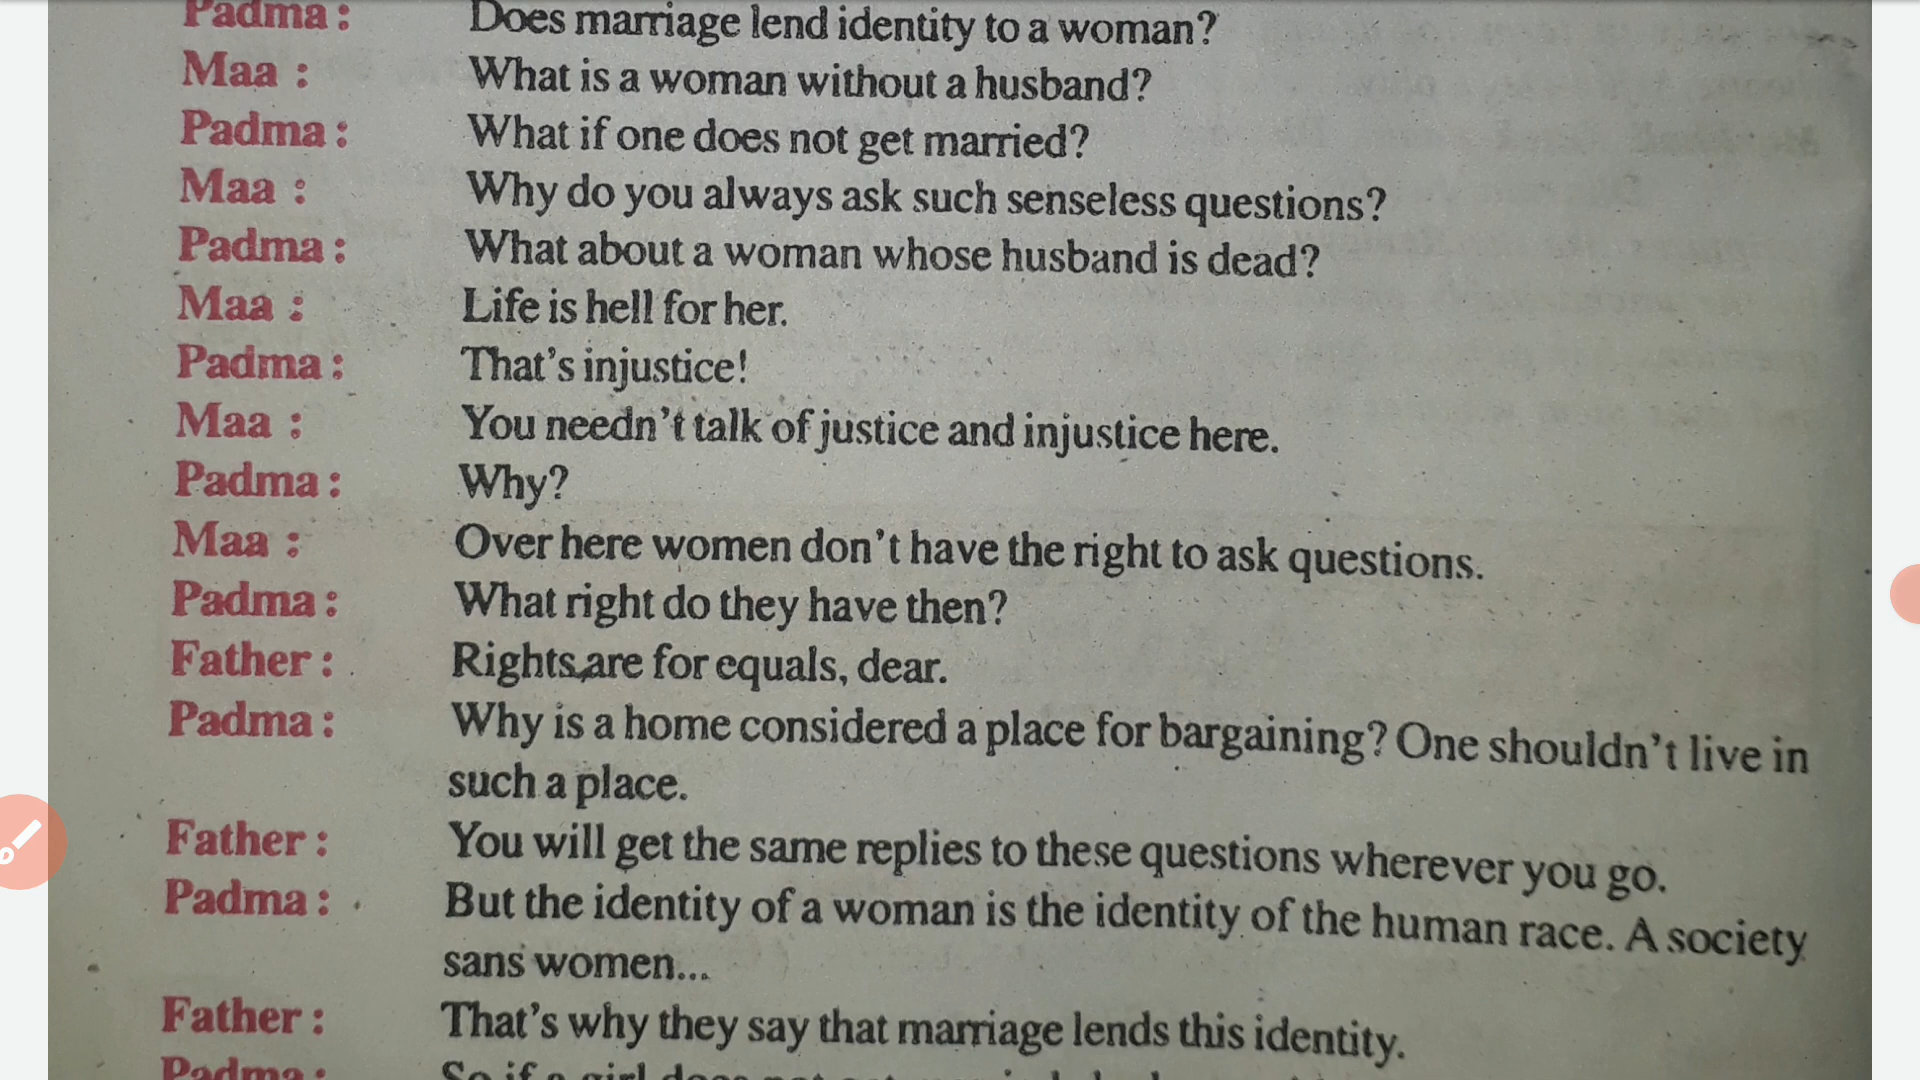 Padma: Does marriage lend identity to a woman?
Maa : What is a woman without a husband?
Padma: What if one does not get married?
Maa : Why do you always ask such senseless questions?
Padma: What about a woman whose husband is dead?
Maa : Life is hell for her.
Padma: That's injustice!
Maa : You needn't talk of justice and injustice here.
Padma: Why?
Maa : Over here women don't have the right to ask questions.
Padma: What right do they have then?
Father: Rights are for equals, dear.
Padma: Why is a home considered a place for bargaining? One shouldn't live in
such a place.
Father: You will get the same replies to these questions wherever you go.
Padma: But the identity of a woman is the identity of the human race. A society
sans women...
Father: That's why they say that marriage lends this identity.
Padma: So if a girl does not get